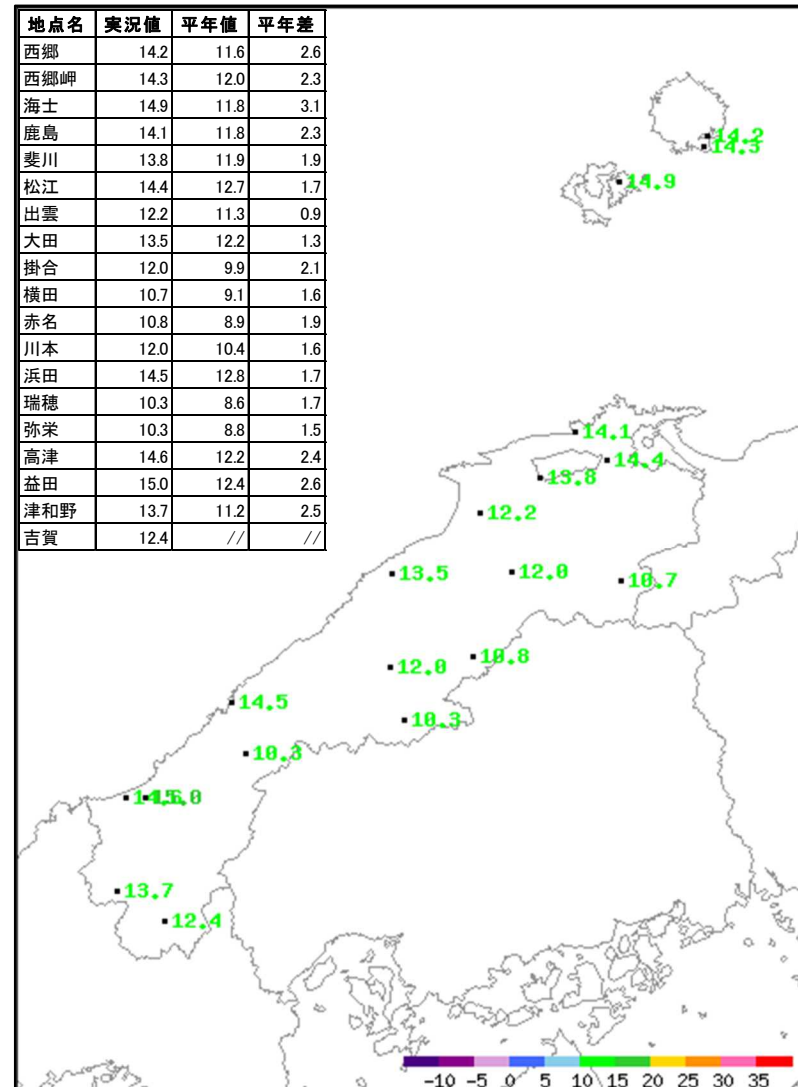 地点名 実況値 平年値 平年差
西郷 14.2 11.6 2.6
西郷岬 14.3 12.0 2.3
海士 14.9 11.8 3.1
鹿島 14.1 11.8 2.3
斐川 13.8 11.9 1.9
松江 14.4 12.7 1.7
出雲 12.2 11.3 0.9
大田 13.5 12.2 1.3
掛合 12.0 9.9 2.1
横田 10.7 9.1 1.6
赤名 10.8 8.9 1.9
川本 12.0 10.4 1.6
浜田 14.5 12.8 1.7
瑞穂 10.3 8.6 1.7
弥栄 10.3 8.8 1.5
高津 14.6 12.2 2.4
益田 15.0 12.4 2.6
津和野 13.7 11.2 2.5
吉賀 12.4 // //
14.2
14.3
14.9
14.1
14.4
13.8
12.2
13.5 12.0 10.7
10.8
12.0
14.5
10.3
10.3
14.6 15.0
13.7
12.4
-10 -5 0 5 10 15 20 25 30 35